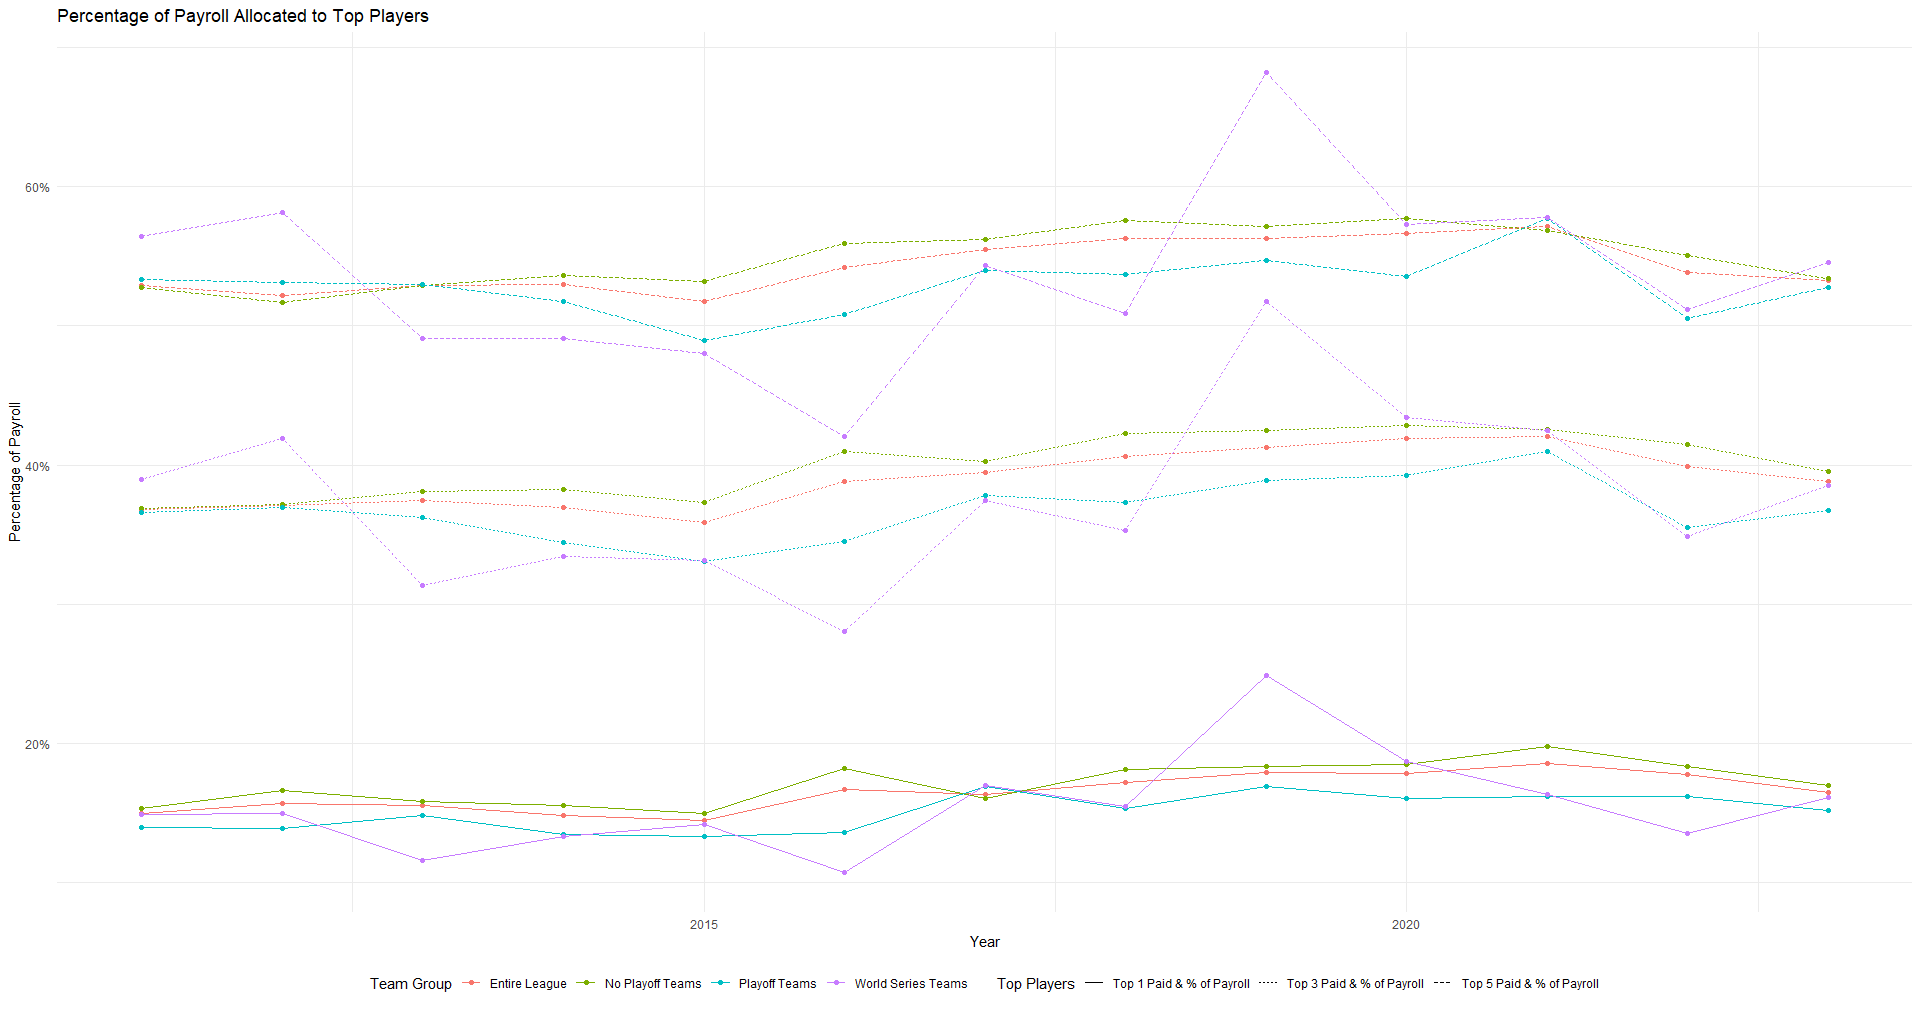 Percentage of Payroll Allocated to Top Players
60%
40%
20%
Percentage of Payroll
2015
2020
Year
Team Group Entire League No Playoff Teams Playoff Teams World Series Teams Top Players Top 1 Paid & % of Payroll Top 3 Paid & % of Payroll Top 5 Paid & % of Payroll